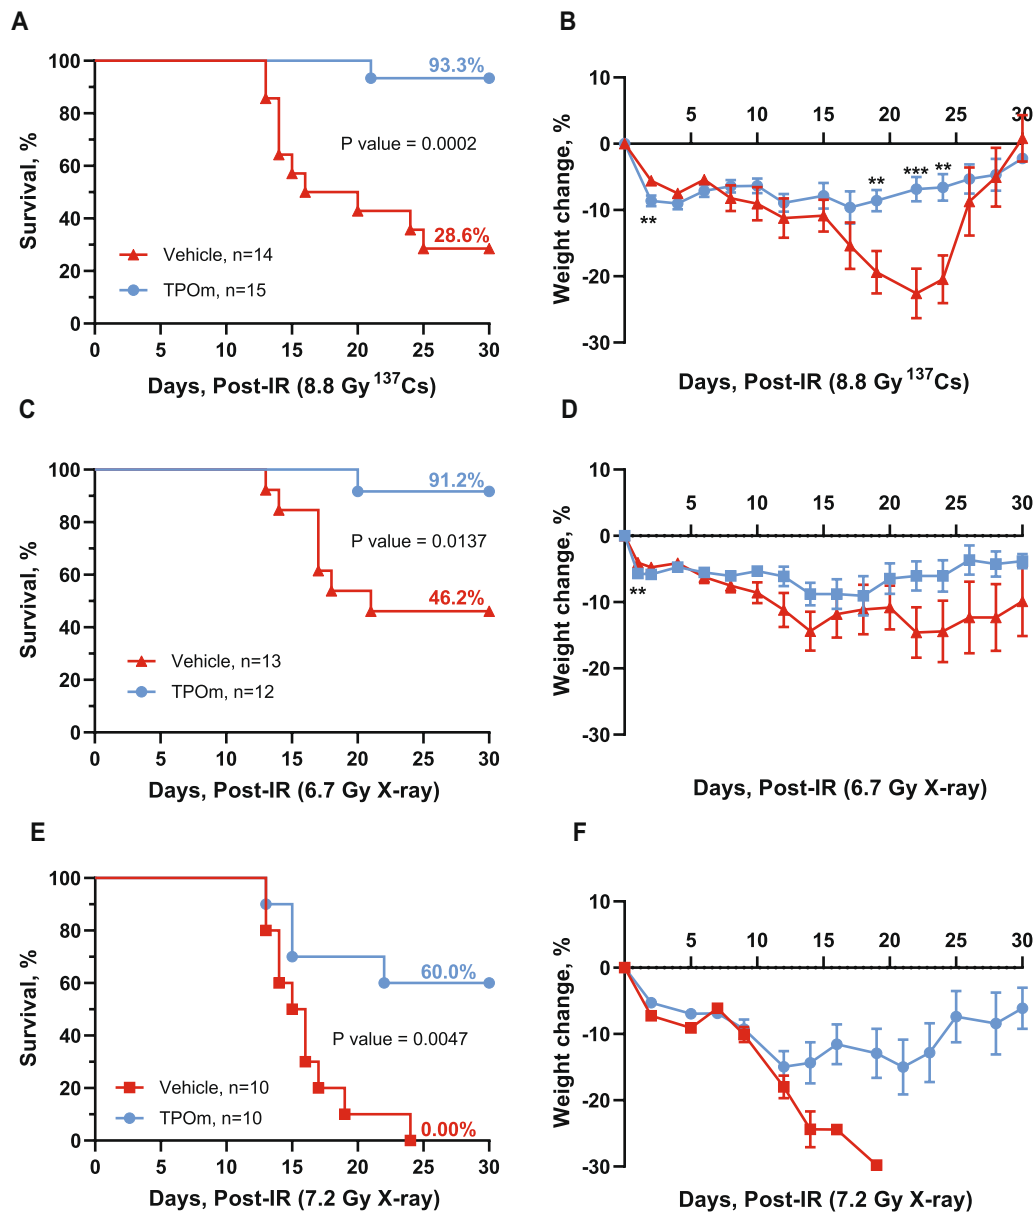 A
100
80
60
40
20
0
Survival, %
93.3%
P value = 0.0002
28.6%
Vehicle, n=14
TPOm, n=15
0 5 10 15 20 25 30
Days, Post-IR (8.8 Gy ¹³⁷Cs)
B
10
0
-10
-20
-30
Weight change, %
5 10 15 20 25 30
** ** *** **
Days, Post-IR (8.8 Gy ¹³⁷Cs)
C
100
80
60
40
20
0
Survival, %
91.2%
P value = 0.0137
46.2%
Vehicle, n=13
TPOm, n=12
0 5 10 15 20 25 30
Days, Post-IR (6.7 Gy X-ray)
D
10
0
-10
-20
-30
Weight change, %
5 10 15 20 25 30
**
Days, Post-IR (6.7 Gy X-ray)
E
100
80
60
40
20
0
Survival, %
60.0%
P value = 0.0047
Vehicle, n=10
TPOm, n=10
0.00%
0 5 10 15 20 25 30
Days, Post-IR (7.2 Gy X-ray)
F
10
0
-10
-20
-30
Weight change, %
5 10 15 20 25 30
Days, Post-IR (7.2 Gy X-ray)